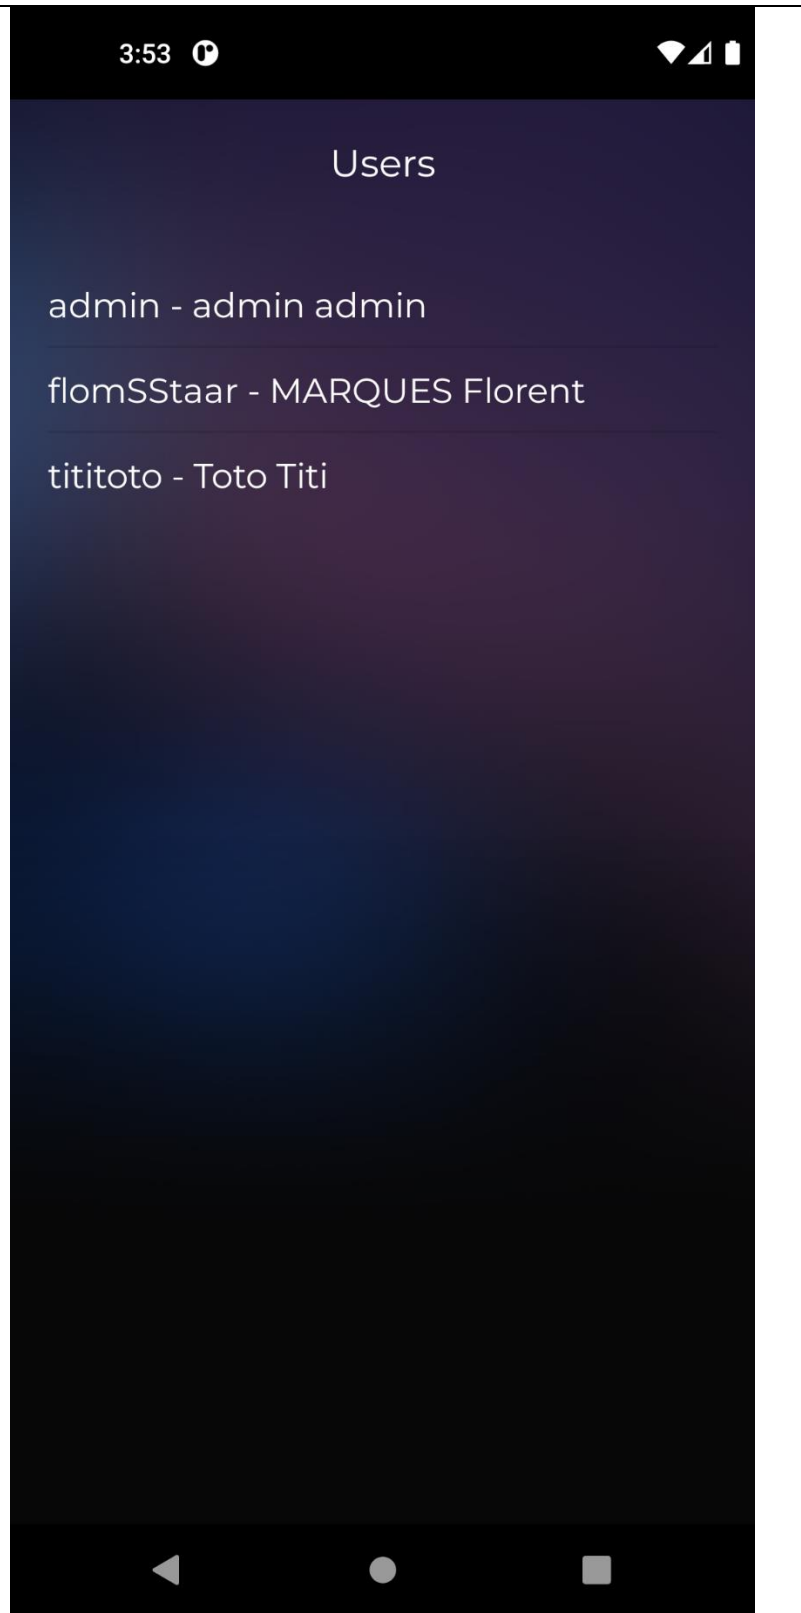 3:53
Users
admin - admin admin
flomSStaar - MARQUES Florent
tititoto - Toto Titi